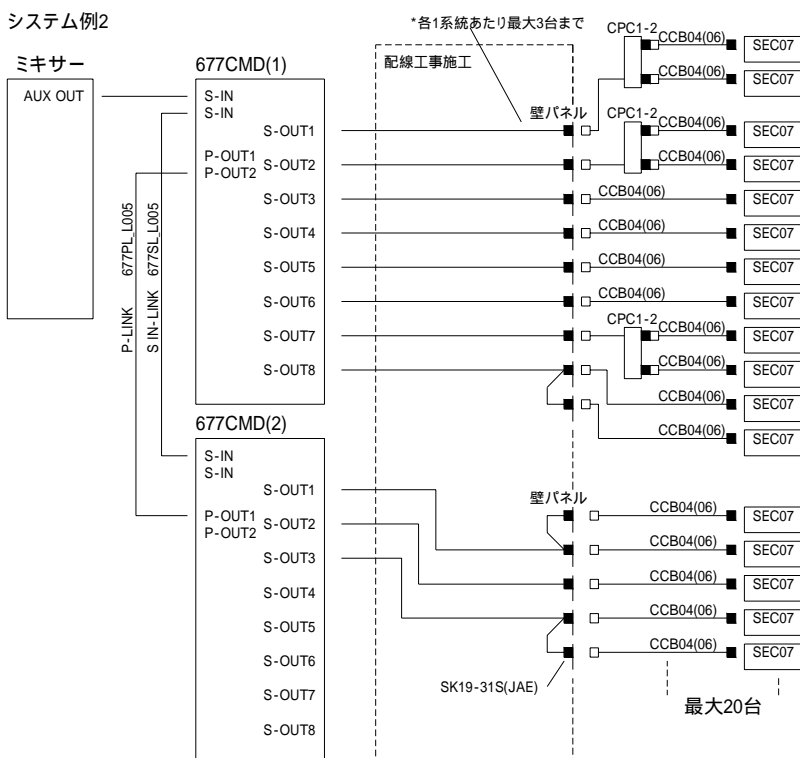 システム例2
*各1系統あたり最大3台まで
CPC1-2
CCB04(06)
SEC07
ミキサー
677CMD(1)
配線工事施工
CCB04(06)
SEC07
AUX OUT
S-IN
S-IN
壁パネル
CPC1-2
CCB04(06)
SEC07
S-OUT1
P-OUT1
P-OUT2
S-OUT2
CCB04(06)
SEC07
S-OUT3
CCB04(06)
SEC07
S-OUT4
CCB04(06)
SEC07
S-OUT5
CCB04(06)
SEC07
S-OUT6
CCB04(06)
SEC07
P-LINK 677PL_L005
S IN-LINK 677SL_L005
S-OUT7
CPC1-2
CCB04(06)
SEC07
S-OUT8
CCB04(06)
SEC07
CCB04(06)
SEC07
677CMD(2)
CCB04(06)
SEC07
S-IN
S-IN
S-OUT1
壁パネル
CCB04(06)
SEC07
P-OUT1
P-OUT2
S-OUT2
CCB04(06)
SEC07
S-OUT3
CCB04(06)
SEC07
S-OUT4
CCB04(06)
SEC07
S-OUT5
CCB04(06)
SEC07
S-OUT6
SK19-31S(JAE)
S-OUT7
最大20台
S-OUT8